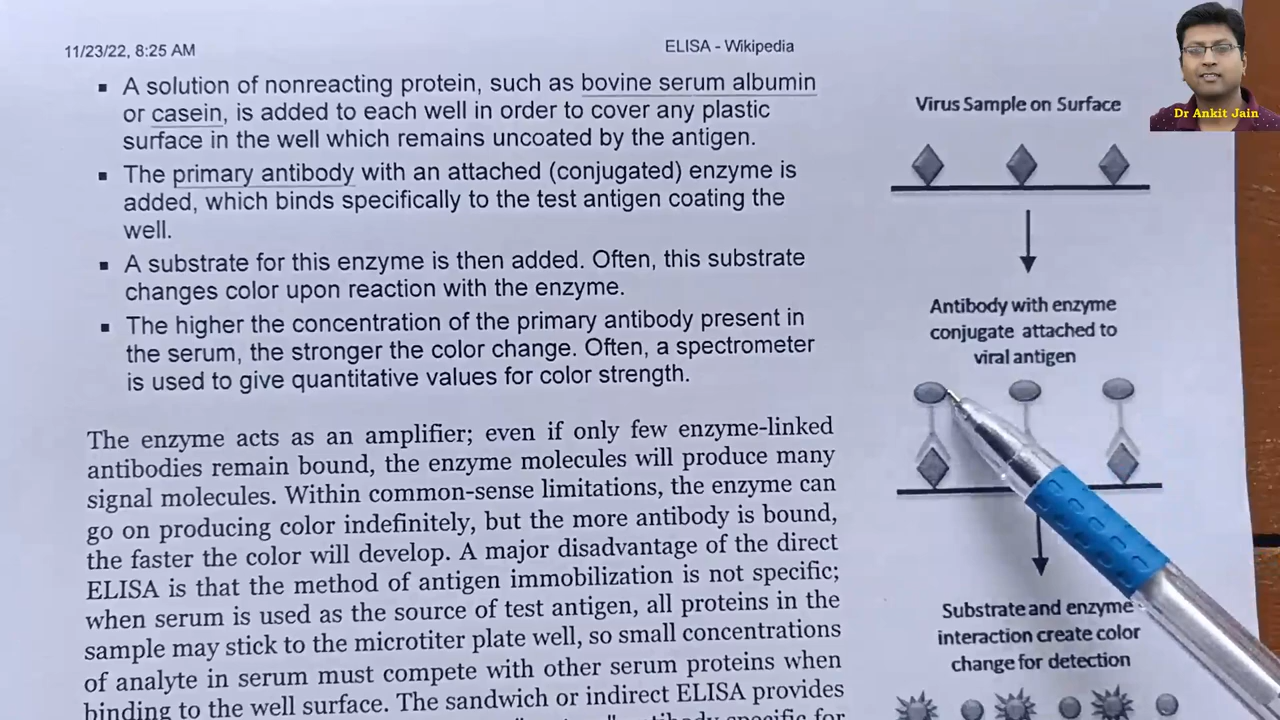 11/23/22, 8:25 AM
ELISA - Wikipedia
▪ A solution of nonreacting protein, such as bovine serum albumin
or casein, is added to each well in order to cover any plastic
surface in the well which remains uncoated by the antigen.
▪ The primary antibody with an attached (conjugated) enzyme is
added, which binds specifically to the test antigen coating the
well.
▪ A substrate for this enzyme is then added. Often, this substrate
changes color upon reaction with the enzyme.
▪ The higher the concentration of the primary antibody present in
the serum, the stronger the color change. Often, a spectrometer
is used to give quantitative values for color strength.
The enzyme acts as an amplifier; even if only few enzyme-linked
antibodies remain bound, the enzyme molecules will produce many
signal molecules. Within common-sense limitations, the enzyme can
go on producing color indefinitely, but the more antibody is bound,
the faster the color will develop. A major disadvantage of the direct
ELISA is that the method of antigen immobilization is not specific;
when serum is used as the source of test antigen, all proteins in the
sample may stick to the microtiter plate well, so small concentrations
of analyte in serum must compete with other serum proteins when
binding to the well surface. The sandwich or indirect ELISA provides
antibody specific for
Virus Sample on Surface
Antibody with enzyme
conjugate attached to
viral antigen
Substrate and enzyme
interaction create color
change for detection
Dr Ankit Jain